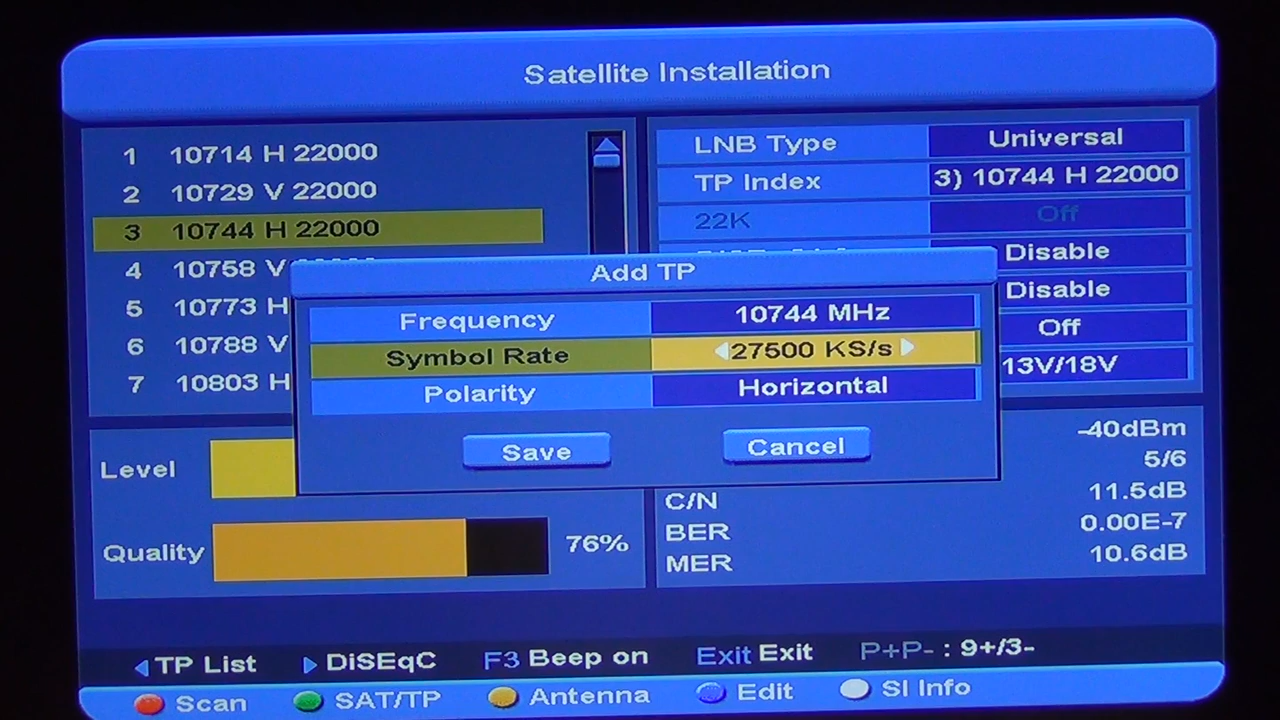 Satellite Installation
1 10714 H 22000
2 10729 V 22000
3 10744 H 22000
4 10758 V
5 10773 H
6 10788 V
7 10803 H
LNB Type Universal
TP Index 3) 10744 H 22000
22K Off
Disable
Disable
Off
13V/18V
Add TP
Frequency 10744 MHz
Symbol Rate 27500 KS/s
Polarity Horizontal
Save Cancel
Level
Quality 76%
-40dBm
5/6
C/N 11.5dB
BER 0.00E-7
MER 10.6dB
TP List DiSEqC F3 Beep on Exit Exit P+P- : 9+/3-
Scan SAT/TP Antenna Edit SI Info